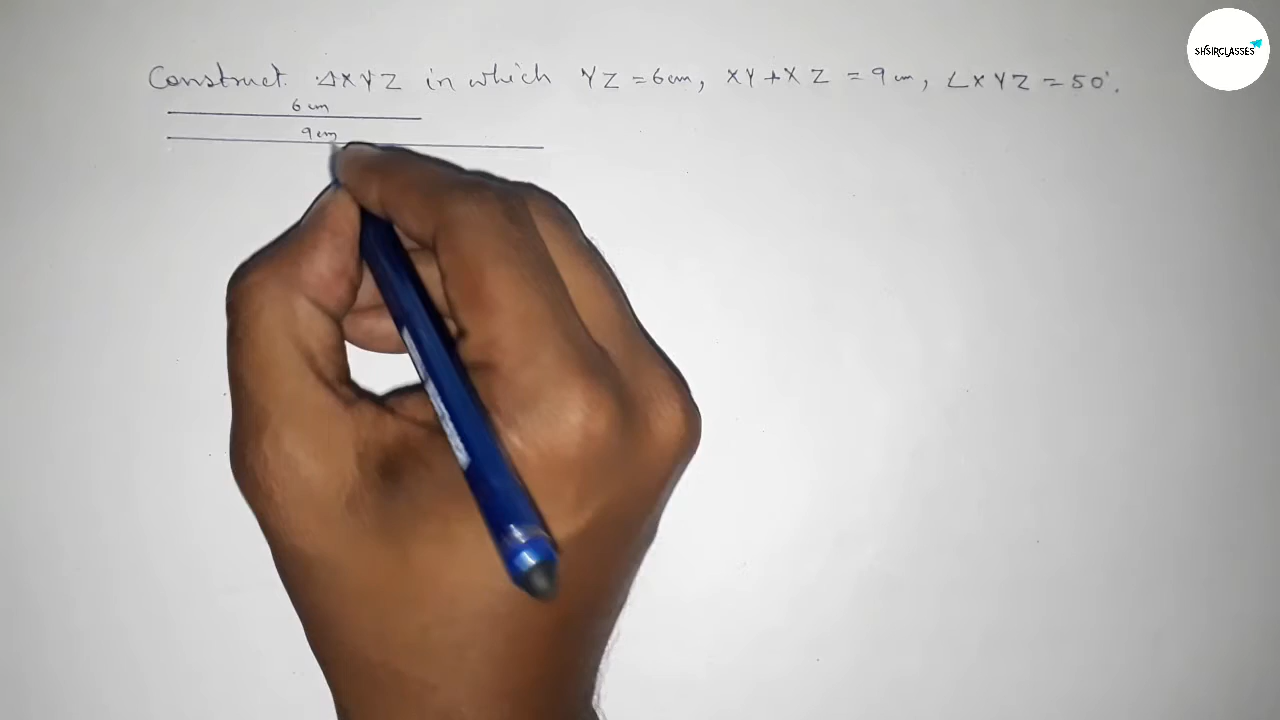 Construct ΔXYZ in which YZ = 6cm, XY + XZ = 9cm, ∠XYZ = 50°.
6 cm
9 cm
SHSIRCLASSES